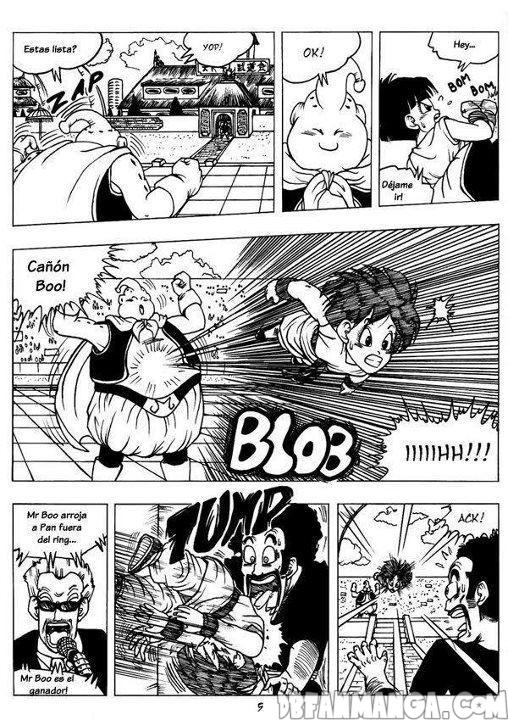 Estas lista?
YOP!
ZAP
OK!
Hey...
BOM
BOM
Déjame
ir!
Cañón
Boo!
BLOB
IIIIIHH!!!
Mr Boo arroja
a Pan fuera
del ring...
Mr Boo es el
ganador!
TUMP
ACK!
5
DBFANMANGA.COM